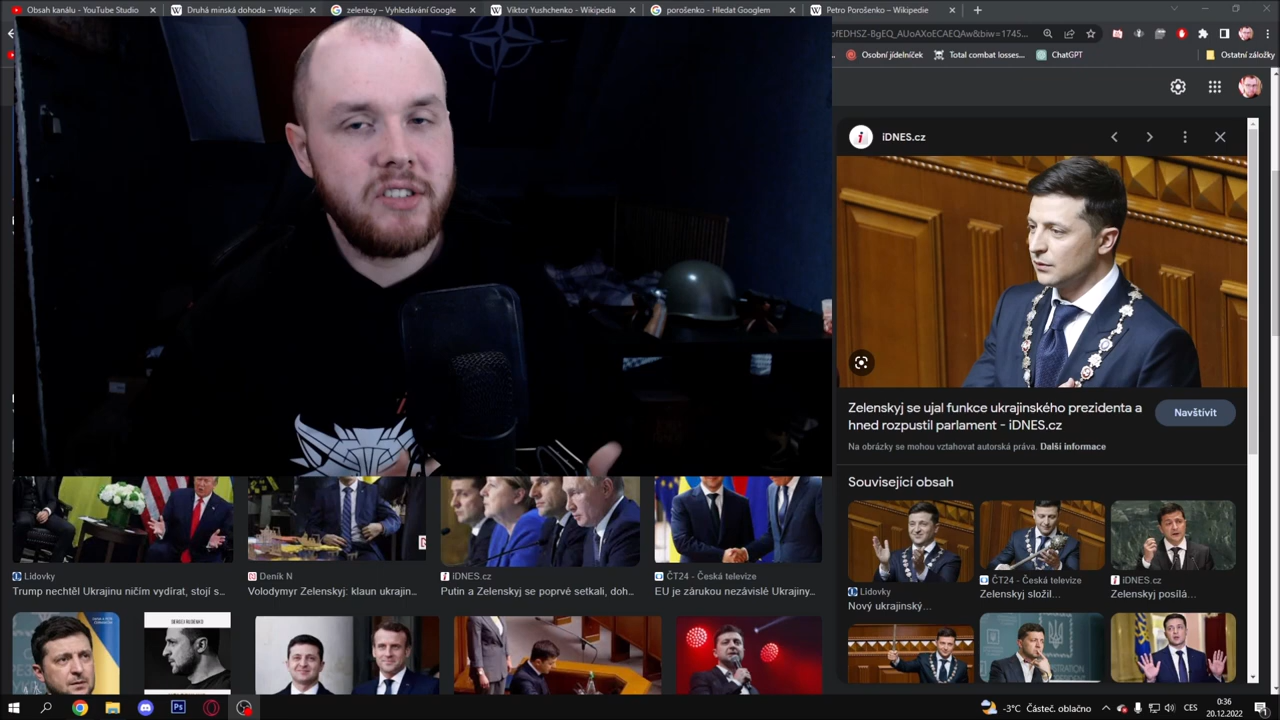 Obsah kanálu - YouTube Studio
Druhá minská dohoda – Wikiped
zelenksy – Vyhledávání Google
Viktor Yushchenko - Wikipedia
porošenko - Hledat Googlem
Petro Porošenko – Wikipedie
Osobní jídelníček
Total combat losses...
ChatGPT
Ostatní záložky
iDNES.cz
Zelenskyj se ujal funkce ukrajinského prezidenta a
hned rozpustil parlament - iDNES.cz
Navštívit
Na obrázky se mohou vztahovat autorská práva. Další informace
Související obsah
Lidovky
Trump nechtěl Ukrajinu ničím vydírat, stojí s...
Deník N
Volodymyr Zelenskyj: klaun ukrajin...
iDNES.cz
Putin a Zelenskyj se poprvé setkali, doh...
ČT24 - Česká televize
EU je zárukou nezávislé Ukrajiny...
Lidovky
Nový ukrajinský...
ČT24 - Česká televize
Zelenskyj složil...
iDNES.cz
Zelenskyj posílá...
-3°C Částeč. oblačno
CES
0:36
20.12.2022